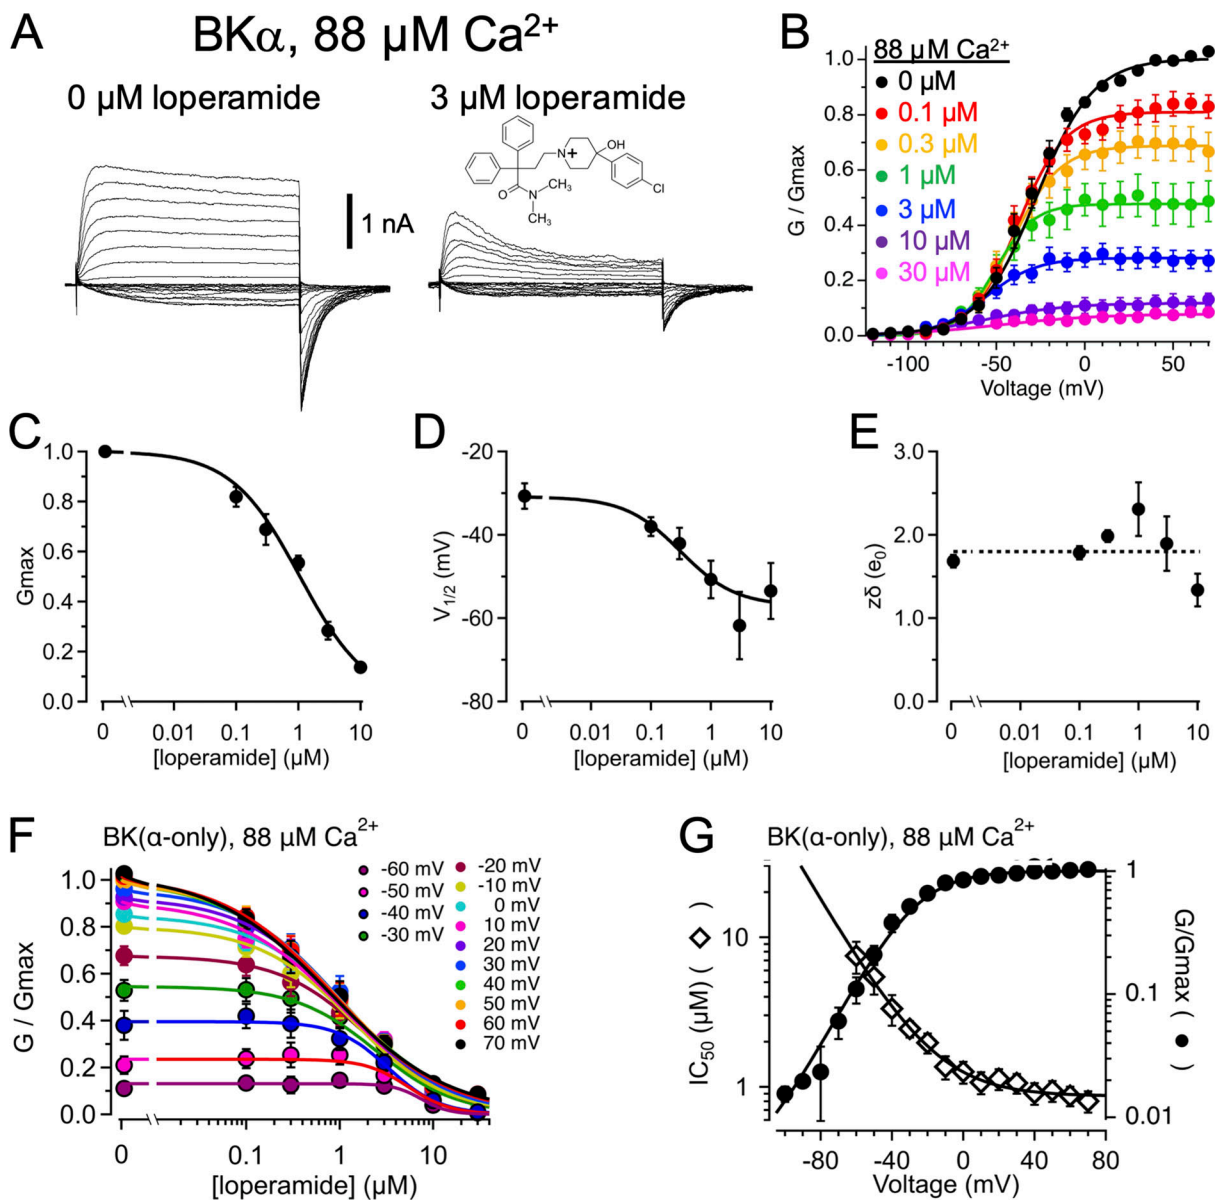 A
BKα, 88 µM Ca²⁺
0 µM loperamide
3 µM loperamide
N
+
OH
Cl
O
N
CH₃
CH₃
1 nA
B
88 µM Ca²⁺
0 µM
0.1 µM
0.3 µM
1 µM
3 µM
10 µM
30 µM
G / Gmax
1.0
0.8
0.6
0.4
0.2
0.0
-100
-50
0
50
Voltage (mV)
C
Gmax
1.0
0.8
0.6
0.4
0.2
0.0
0
0.01
0.1
1
10
[loperamide] (µM)
D
V1/2 (mV)
-20
-40
-60
-80
0
0.01
0.1
1
10
[loperamide] (µM)
E
zδ (e0)
3.0
2.0
1.0
0.0
0
0.01
0.1
1
10
[loperamide] (µM)
F
BK(α-only), 88 µM Ca²⁺
-60 mV
-50 mV
-40 mV
-30 mV
-20 mV
-10 mV
0 mV
10 mV
20 mV
30 mV
40 mV
50 mV
60 mV
70 mV
G / Gmax
1.0
0.8
0.6
0.4
0.2
0.0
0
0.1
1
10
[loperamide] (µM)
G
BK(α-only), 88 µM Ca²⁺
IC50 (µM) ( ◇ )
10
1
G/Gmax ( ● )
1
0.1
0.01
-80
-40
0
40
80
Voltage (mV)